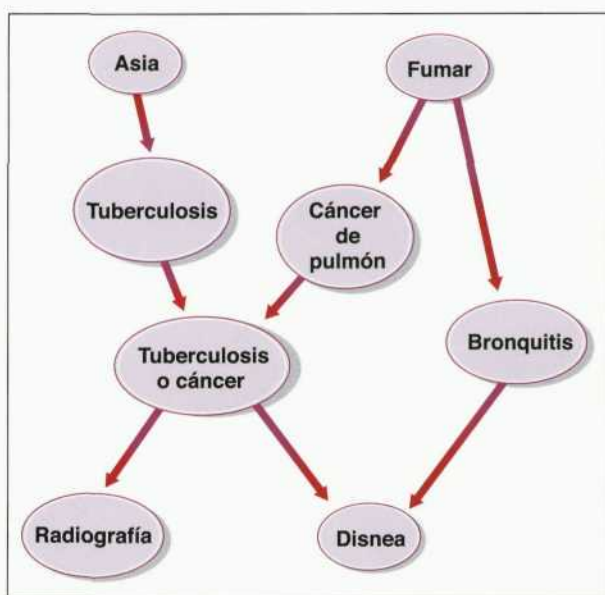 Asia
Fumar
Tuberculosis
Cáncer
de
pulmón
Tuberculosis
o cáncer
Bronquitis
Radiografía
Disnea